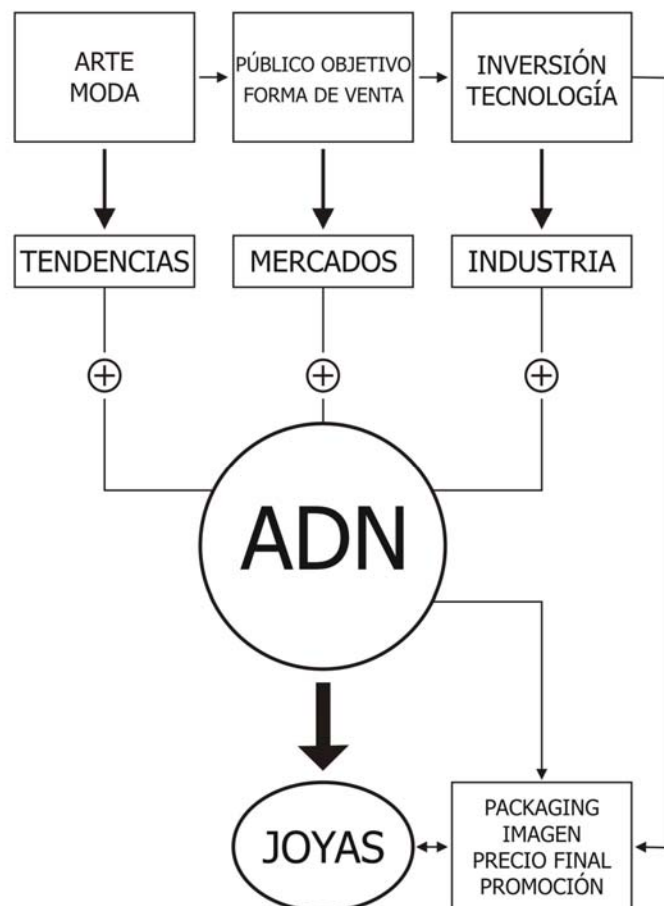 ARTE
MODA
PÚBLICO OBJETIVO
FORMA DE VENTA
INVERSIÓN
TECNOLOGÍA
TENDENCIAS
MERCADOS
INDUSTRIA
ADN
JOYAS
PACKAGING
IMAGEN
PRECIO FINAL
PROMOCIÓN